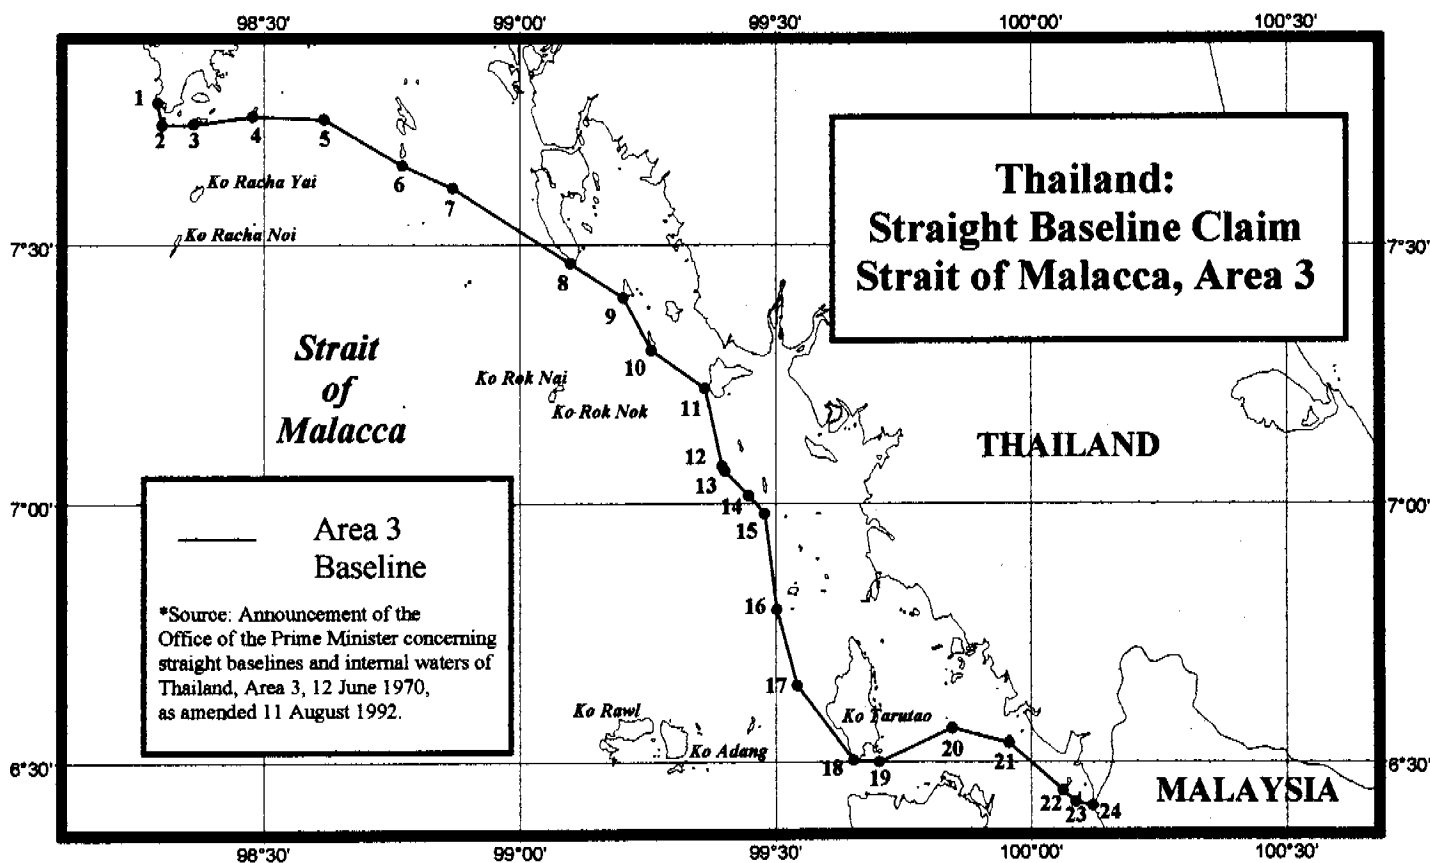 98°30' 99°00' 99°30' 100°00' 100°30'
1
2 3 4 5
6
7
8
9
10
11
12
13
14
15
16
17
18 19 20 21
22 23 24
Ko Racha Yai
Ko Racha Noi
7°30' 7°30'
Thailand:
Straight Baseline Claim
Strait of Malacca, Area 3
Strait
of
Malacca
Ko Rok Nai
Ko Rok Nok
THAILAND
7°00' 7°00'
Area 3
Baseline
*Source: Announcement of the
Office of the Prime Minister concerning
straight baselines and internal waters of
Thailand, Area 3, 12 June 1970,
as amended 11 August 1992.
Ko Rawl
Ko Adang
Ko Tarutao
6°30' 6°30'
MALAYSIA
98°30' 99°00' 99°30' 100°00' 100°30'